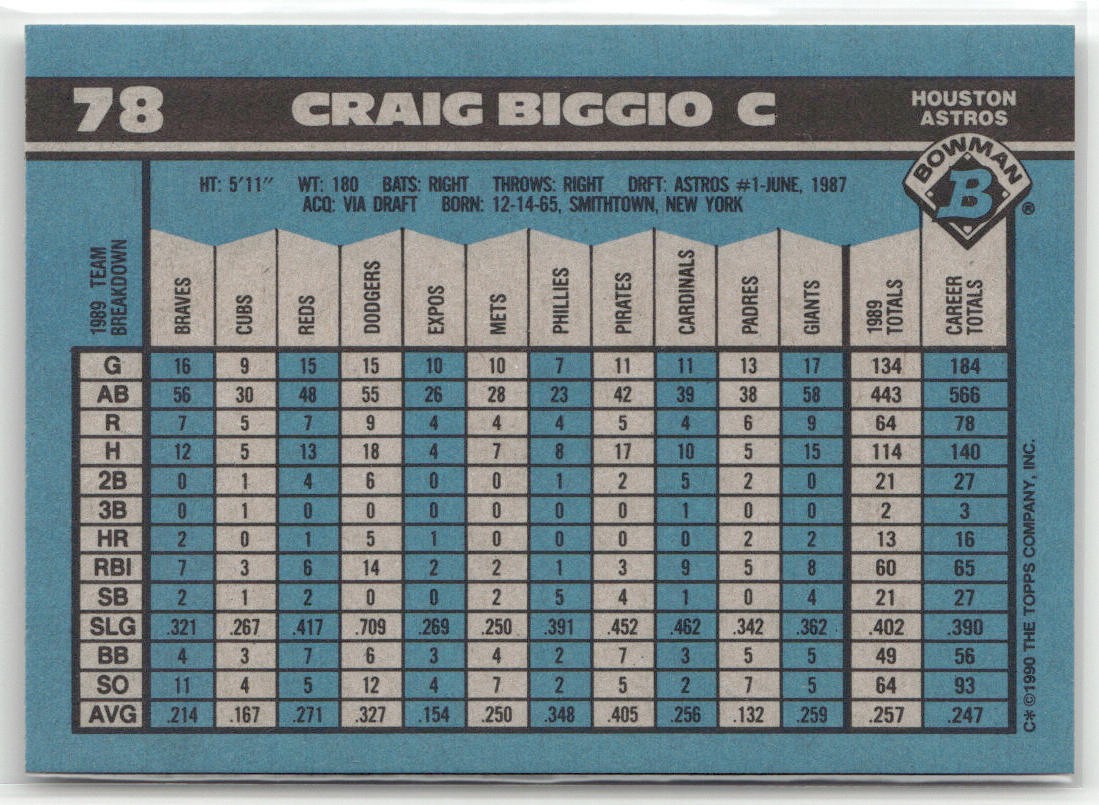 78 CRAIG BIGGIO C HOUSTON ASTROS
BOWMAN
B
®
HT: 5'11" WT: 180 BATS: RIGHT THROWS: RIGHT DRFT: ASTROS #1-JUNE, 1987
ACQ: VIA DRAFT BORN: 12-14-65, SMITHTOWN, NEW YORK
1989 TEAM BREAKDOWN BRAVES CUBS REDS DODGERS EXPOS METS PHILLIES PIRATES CARDINALS PADRES GIANTS 1989 TOTALS CAREER TOTALS
G 16 9 15 15 10 10 7 11 11 13 17 134 184
AB 56 30 48 55 26 28 23 42 39 38 58 443 566
R 7 5 7 9 4 4 4 5 4 6 9 64 78
H 12 5 13 18 4 7 8 17 10 5 15 114 140
2B 0 1 4 6 0 0 1 2 5 2 0 21 27
3B 0 1 0 0 0 0 0 0 1 0 0 2 3
HR 2 0 1 5 1 0 0 0 0 2 2 13 16
RBI 7 3 6 14 2 2 1 3 9 5 8 60 65
SB 2 1 2 0 0 2 5 4 1 0 4 21 27
SLG .321 .267 .417 .709 .269 .250 .391 .452 .462 .342 .362 .402 .390
BB 4 3 7 6 3 4 2 7 3 5 5 49 56
SO 11 4 5 12 4 7 2 5 2 7 5 64 93
AVG .214 .167 .271 .327 .154 .250 .348 .405 .256 .132 .259 .257 .247
C* ©1990 THE TOPPS COMPANY, INC.